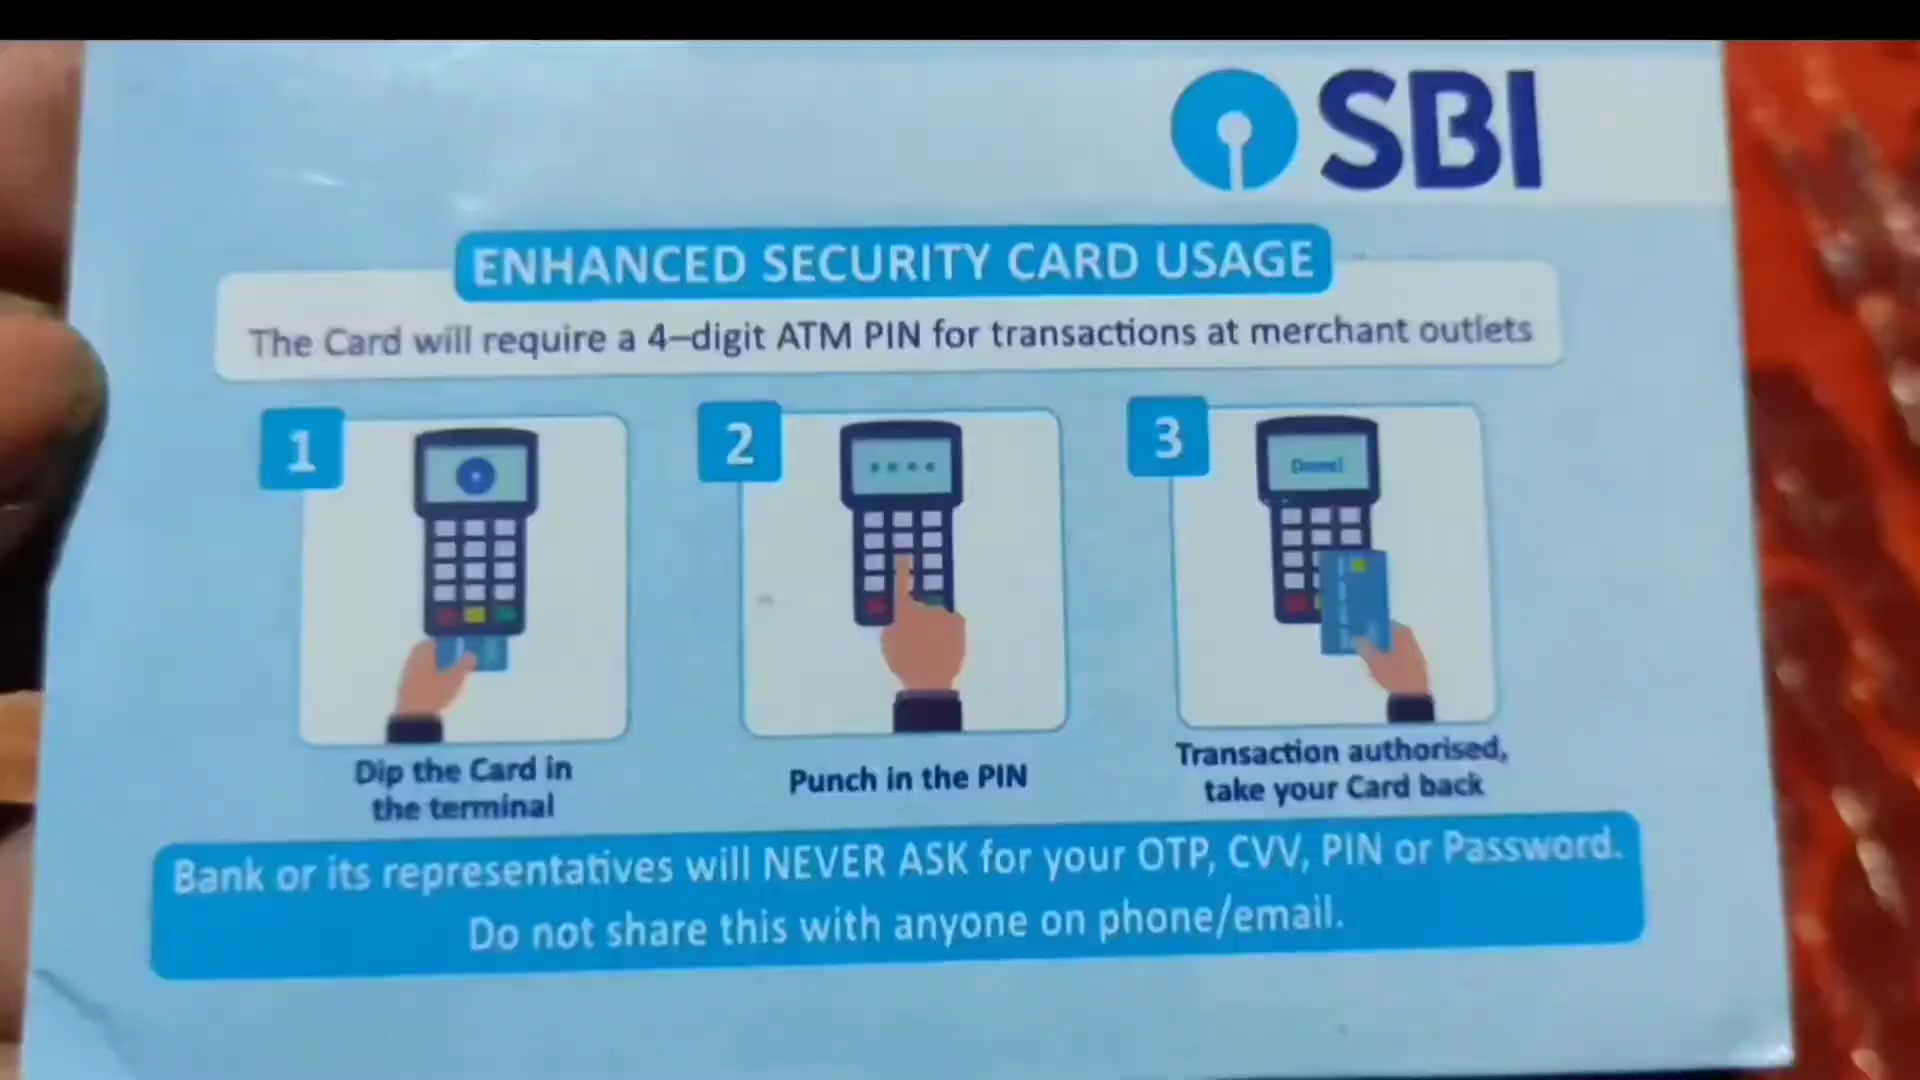 SBI
ENHANCED SECURITY CARD USAGE
The Card will require a 4-digit ATM PIN for transactions at merchant outlets
1
2
3
Done!
Dip the Card in
the terminal
Punch in the PIN
Transaction authorised,
take your Card back
Bank or its representatives will NEVER ASK for your OTP, CVV, PIN or Password.
Do not share this with anyone on phone/email.